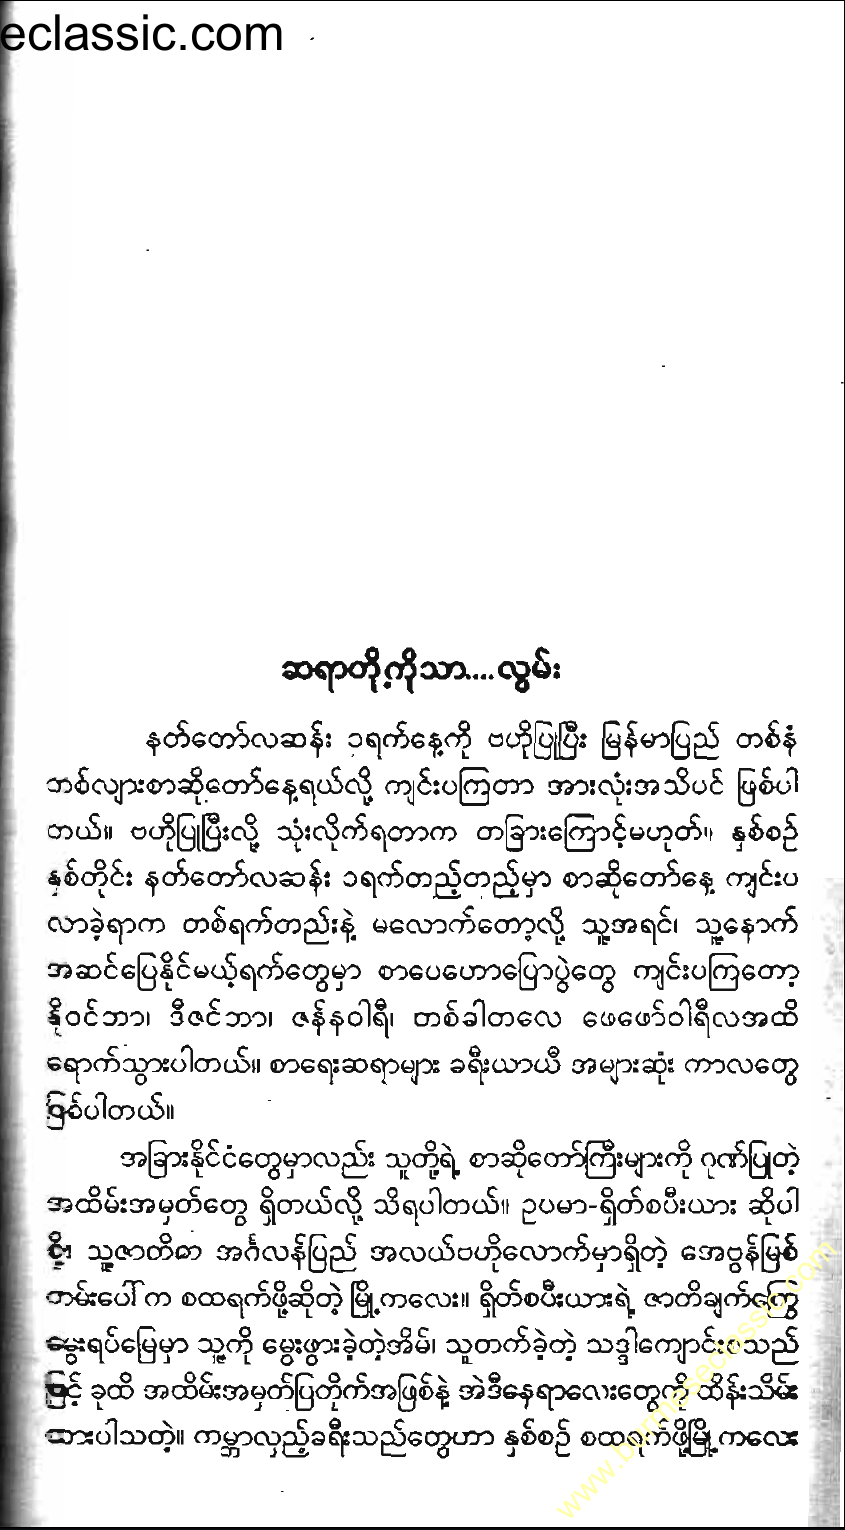 eclassic.com
ဆရာတို့ကိုသာ....လွမ်း
နတ်တော်လဆန်း ၁ရက်နေ့ကို ဗဟိုပြုပြီး မြန်မာပြည် တစ်နံ
တစ်လျားစာဆိုတော်နေ့ရယ်လို့ ကျင်းပကြတာ အားလုံးအသိပင် ဖြစ်ပါ
တယ်။ ဗဟိုပြုပြီးလို့ သုံးလိုက်ရတာက တခြားကြောင့်မဟုတ်။ နှစ်စဉ်
နှစ်တိုင်း နတ်တော်လဆန်း ၁ရက်တည့်တည့်မှာ စာဆိုတော်နေ့ ကျင်းပ
လာခဲ့ရာက တစ်ရက်တည်းနဲ့ မလောက်တော့လို့ သူ့အရင်၊ သူ့နောက်
အဆင်ပြေနိုင်မယ့်ရက်တွေမှာ စာပေဟောပြောပွဲတွေ ကျင်းပကြတော့
နိုဝင်ဘာ၊ ဒီဇင်ဘာ၊ ဇန်နဝါရီ၊ တစ်ခါတလေ ဖေဖော်ဝါရီလအထိ
ရောက်သွားပါတယ်။ စာရေးဆရာများ ခရီးယာယီ အများဆုံး ကာလတွေ
ဖြစ်ပါတယ်။
အခြားနိုင်ငံတွေမှာလည်း သူတို့ရဲ့ စာဆိုတော်ကြီးများကို ဂုဏ်ပြုတဲ့
အထိမ်းအမှတ်တွေ ရှိတယ်လို့ သိရပါတယ်။ ဥပမာ-ရှိတ်စပီးယား ဆိုပါ
စို့၊ သူ့ဇာတိက အင်္ဂလန်ပြည် အလယ်ဗဟိုလောက်မှာရှိတဲ့ အေဗွန်မြစ်
ကမ်းပေါ်က စထရက်ဖို့ဆိုတဲ့ မြို့ကလေး။ ရှိတ်စပီးယားရဲ့ ဇာတိချက်ကြွေ
မွေးရပ်မြေမှာ သူ့ကို မွေးဖွားခဲ့တဲ့အိမ်၊ သူတက်ခဲ့တဲ့ သဒ္ဒါကျောင်းစသည်
ဖြင့် ခုထိ အထိမ်းအမှတ်ပြတိုက်အဖြစ်နဲ့ အဲဒီနေရာလေးတွေကို ထိန်းသိမ်း
ထားပါသတဲ့။ ကမ္ဘာလှည့်ခရီးသည်တွေဟာ နှစ်စဉ် စထရက်ဖို့မြို့ကလေး
www.burmeseclassic.com